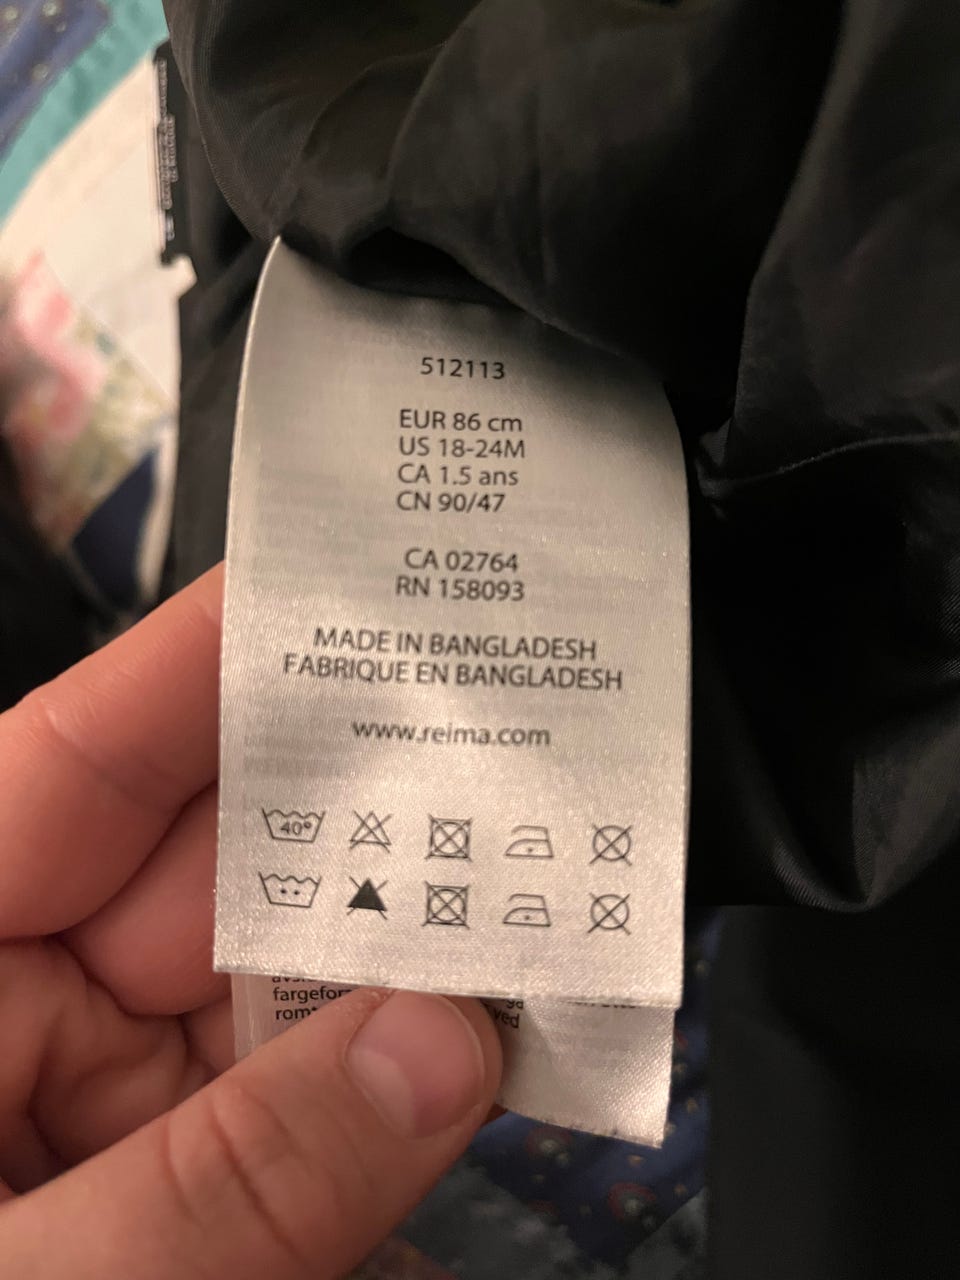 512113
EUR 86 cm
US 18-24M
CA 1.5 ans
CN 90/47
CA 02764
RN 158093
MADE IN BANGLADESH
FABRIQUE EN BANGLADESH
www.reima.com
40°